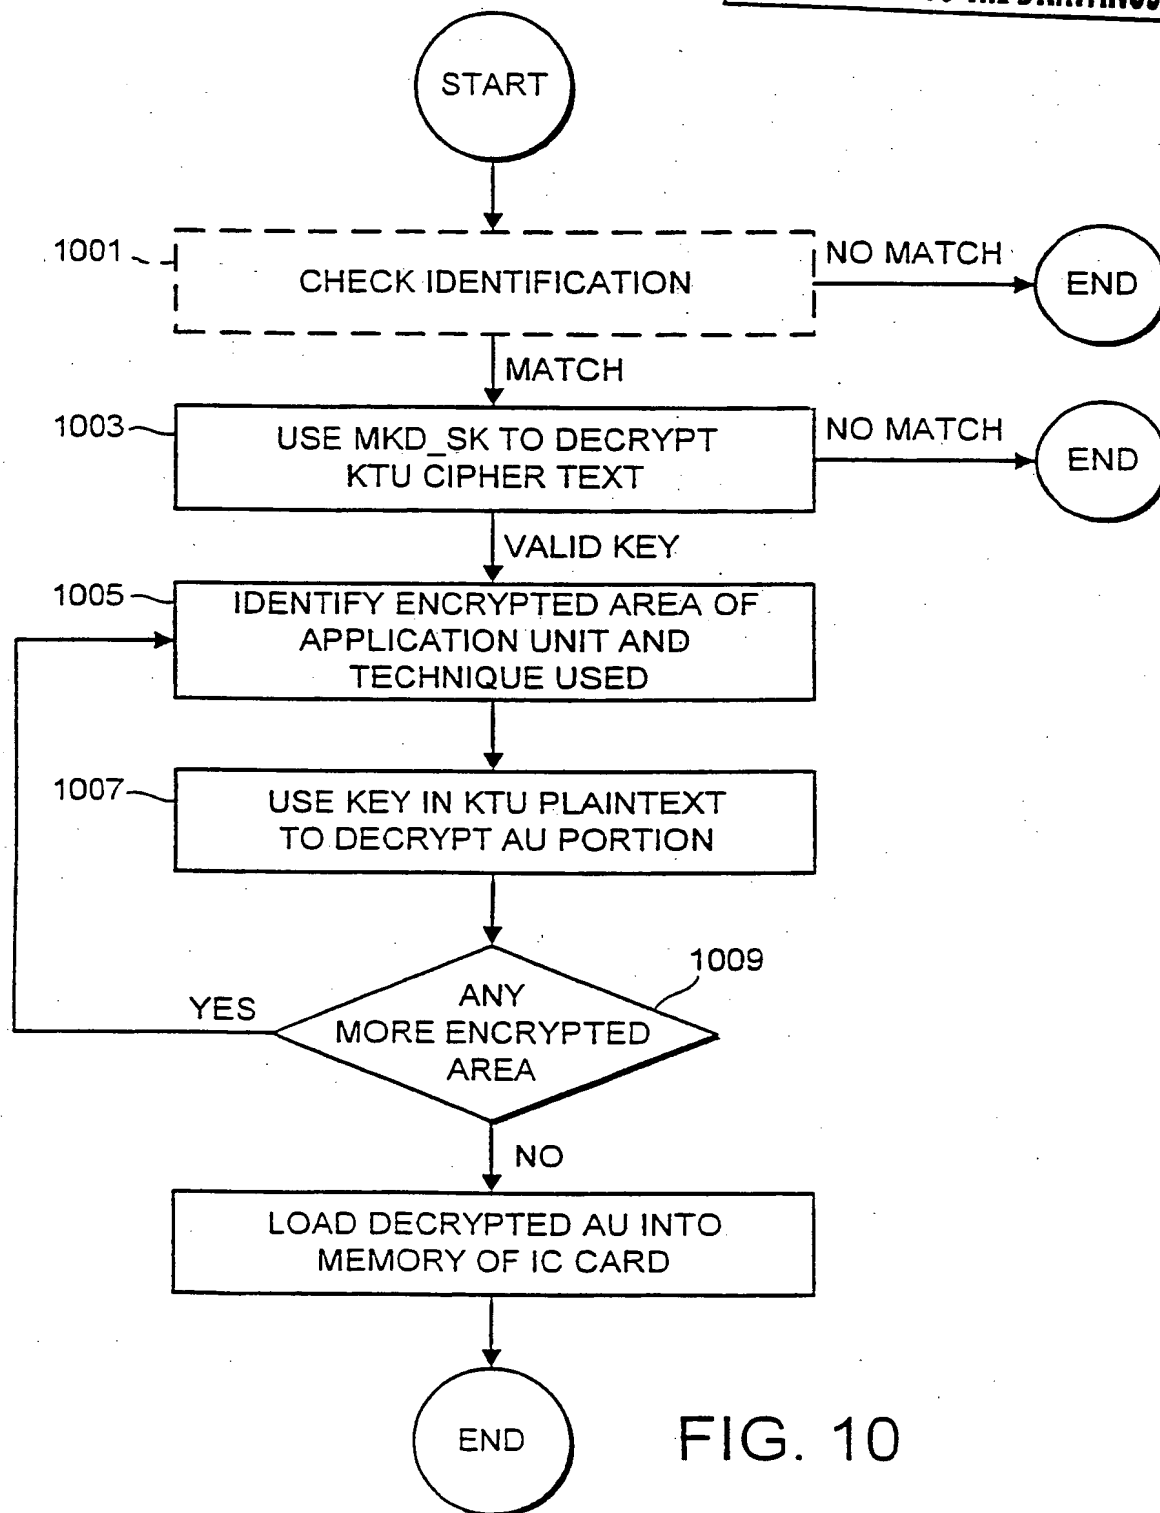 THE DRAWINGS
START
1001
CHECK IDENTIFICATION
NO MATCH
END
MATCH
1003
USE MKD_SK TO DECRYPT
KTU CIPHER TEXT
NO MATCH
END
VALID KEY
1005
IDENTIFY ENCRYPTED AREA OF
APPLICATION UNIT AND
TECHNIQUE USED
1007
USE KEY IN KTU PLAINTEXT
TO DECRYPT AU PORTION
1009
ANY
MORE ENCRYPTED
AREA
YES
NO
LOAD DECRYPTED AU INTO
MEMORY OF IC CARD
END
FIG. 10